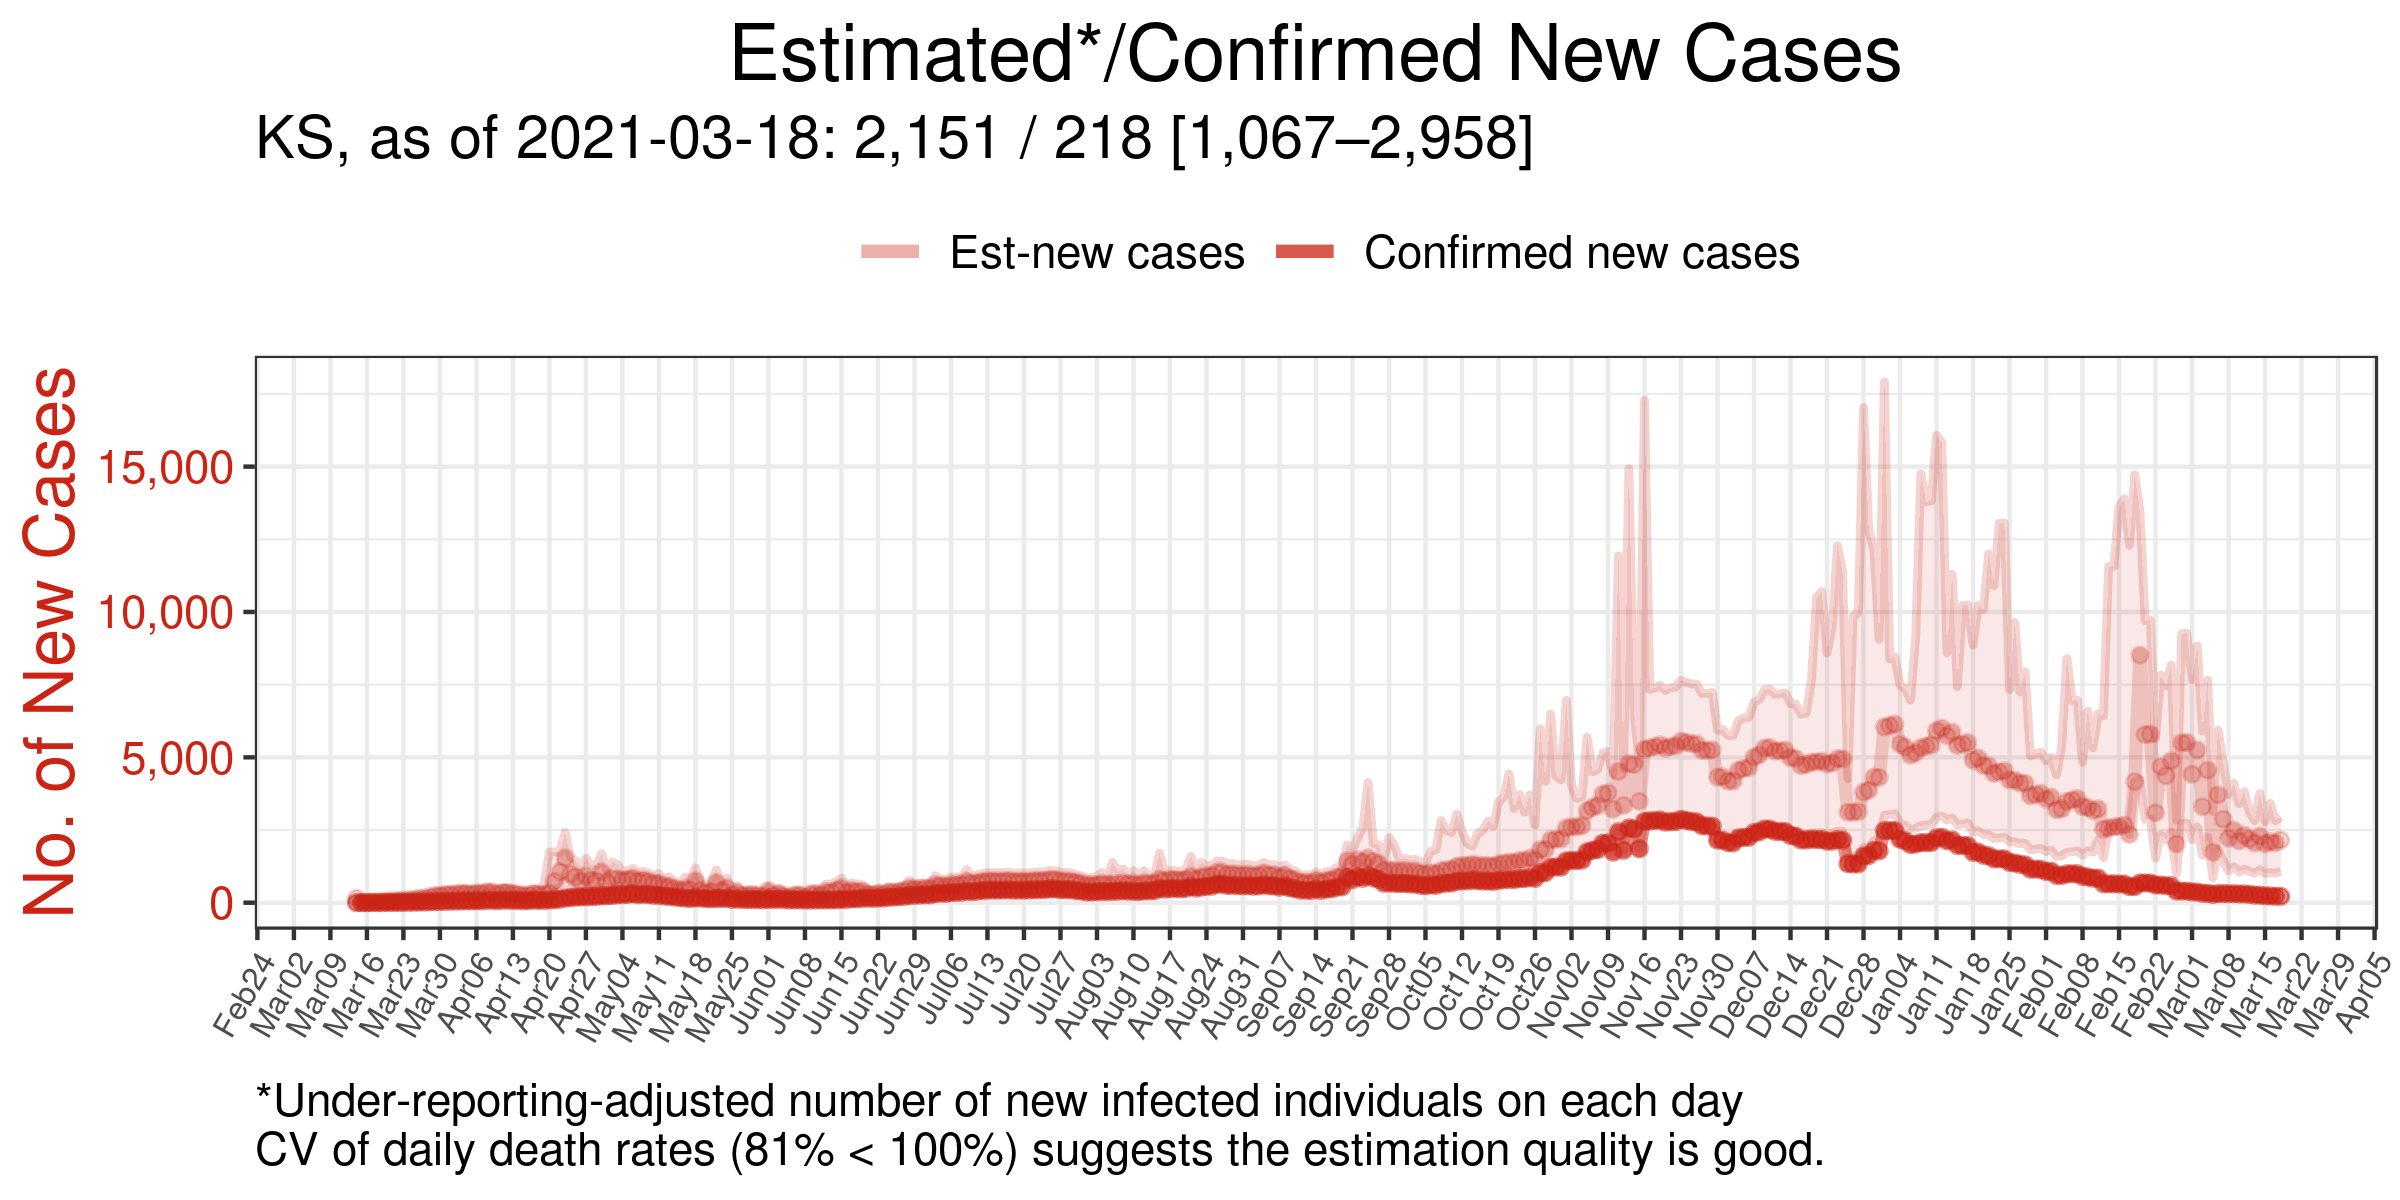 Estimated*/Confirmed New Cases
KS, as of 2021-03-18: 2,151 / 218 [1,067–2,958]
Est-new cases
Confirmed new cases
No. of New Cases
15,000
10,000
5,000
0
Feb24
Mar02
Mar09
Mar16
Mar23
Mar30
Apr06
Apr13
Apr20
Apr27
May04
May11
May18
May25
Jun01
Jun08
Jun15
Jun22
Jun29
Jul06
Jul13
Jul20
Jul27
Aug03
Aug10
Aug17
Aug24
Aug31
Sep07
Sep14
Sep21
Sep28
Oct05
Oct12
Oct19
Oct26
Nov02
Nov09
Nov16
Nov23
Nov30
Dec07
Dec14
Dec21
Dec28
Jan04
Jan11
Jan18
Jan25
Feb01
Feb08
Feb15
Feb22
Mar01
Mar08
Mar15
Mar22
Mar29
Apr05
*Under-reporting-adjusted number of new infected individuals on each day
CV of daily death rates (81% < 100%) suggests the estimation quality is good.